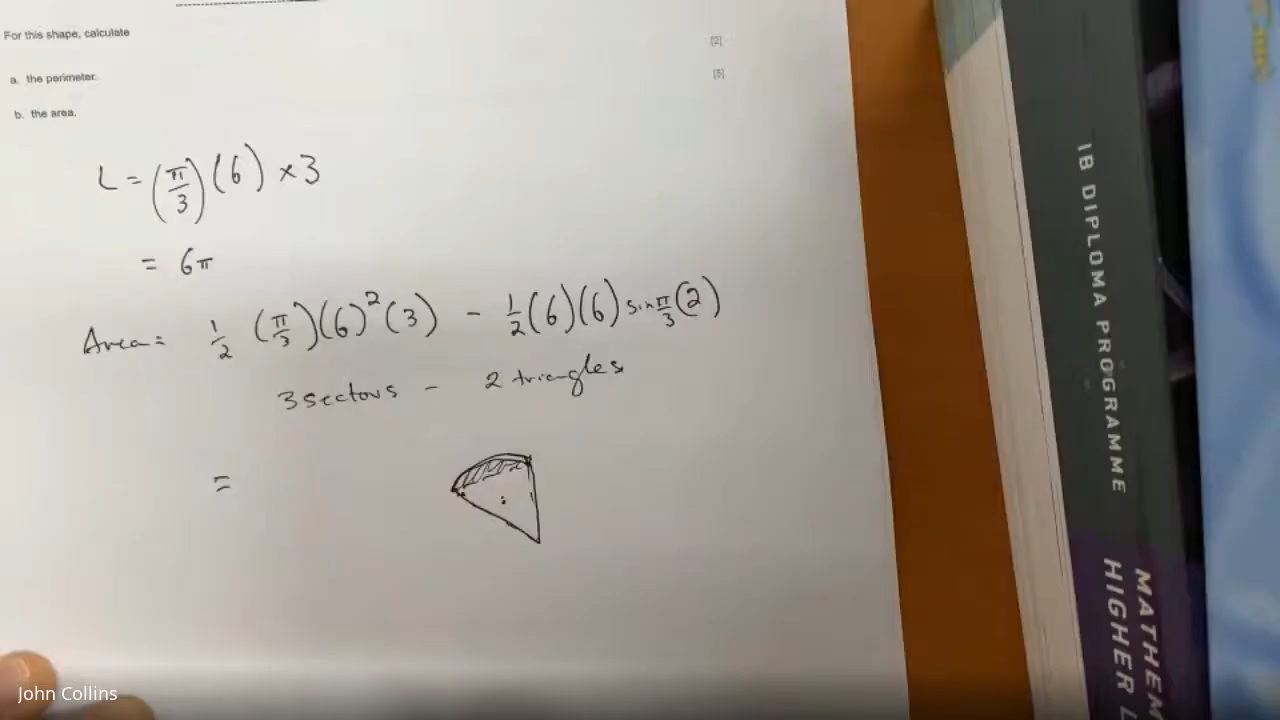 For this shape, calculate
[2]
a. the perimeter.
[5]
b. the area.
L = (π/3)(6) × 3
= 6π
Area = 1/2 (π/3)(6)²(3) - 1/2(6)(6) sin π/3 (2)
3 sectors - 2 triangles
=
IB DIPLOMA PROGRAMME
MATHEM
HIGHER L
John Collins